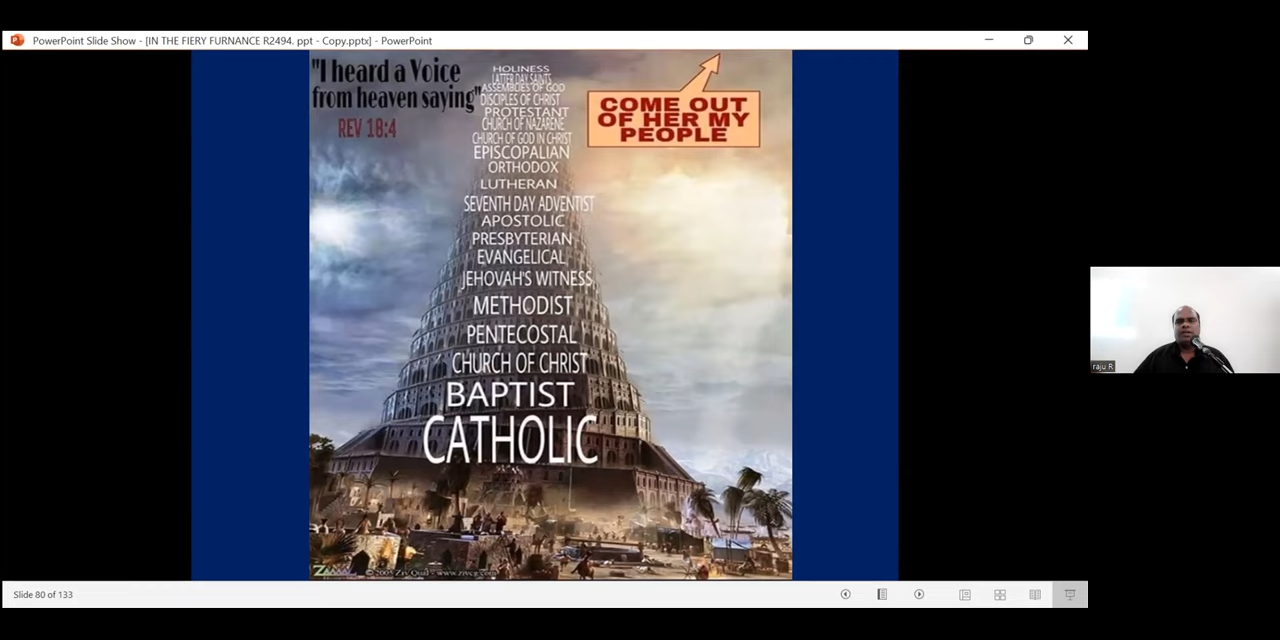 PowerPoint Slide Show - [IN THE FIERY FURNANCE R2494. ppt - Copy.pptx] - PowerPoint
"I heard a Voice
from heaven saying"
REV 18:4
COME OUT
OF HER MY
PEOPLE
HOLINESS
LATTER DAY SAINTS
ASSEMBLIES OF GOD
DISCIPLES OF CHRIST
PROTESTANT
CHURCH OF NAZARENE
CHURCH OF GOD IN CHRIST
EPISCOPALIAN
ORTHODOX
LUTHERAN
SEVENTH DAY ADVENTIST
APOSTOLIC
PRESBYTERIAN
EVANGELICAL
JEHOVAH'S WITNESS
METHODIST
PENTECOSTAL
CHURCH OF CHRIST
BAPTIST
CATHOLIC
raju R
Slide 80 of 133